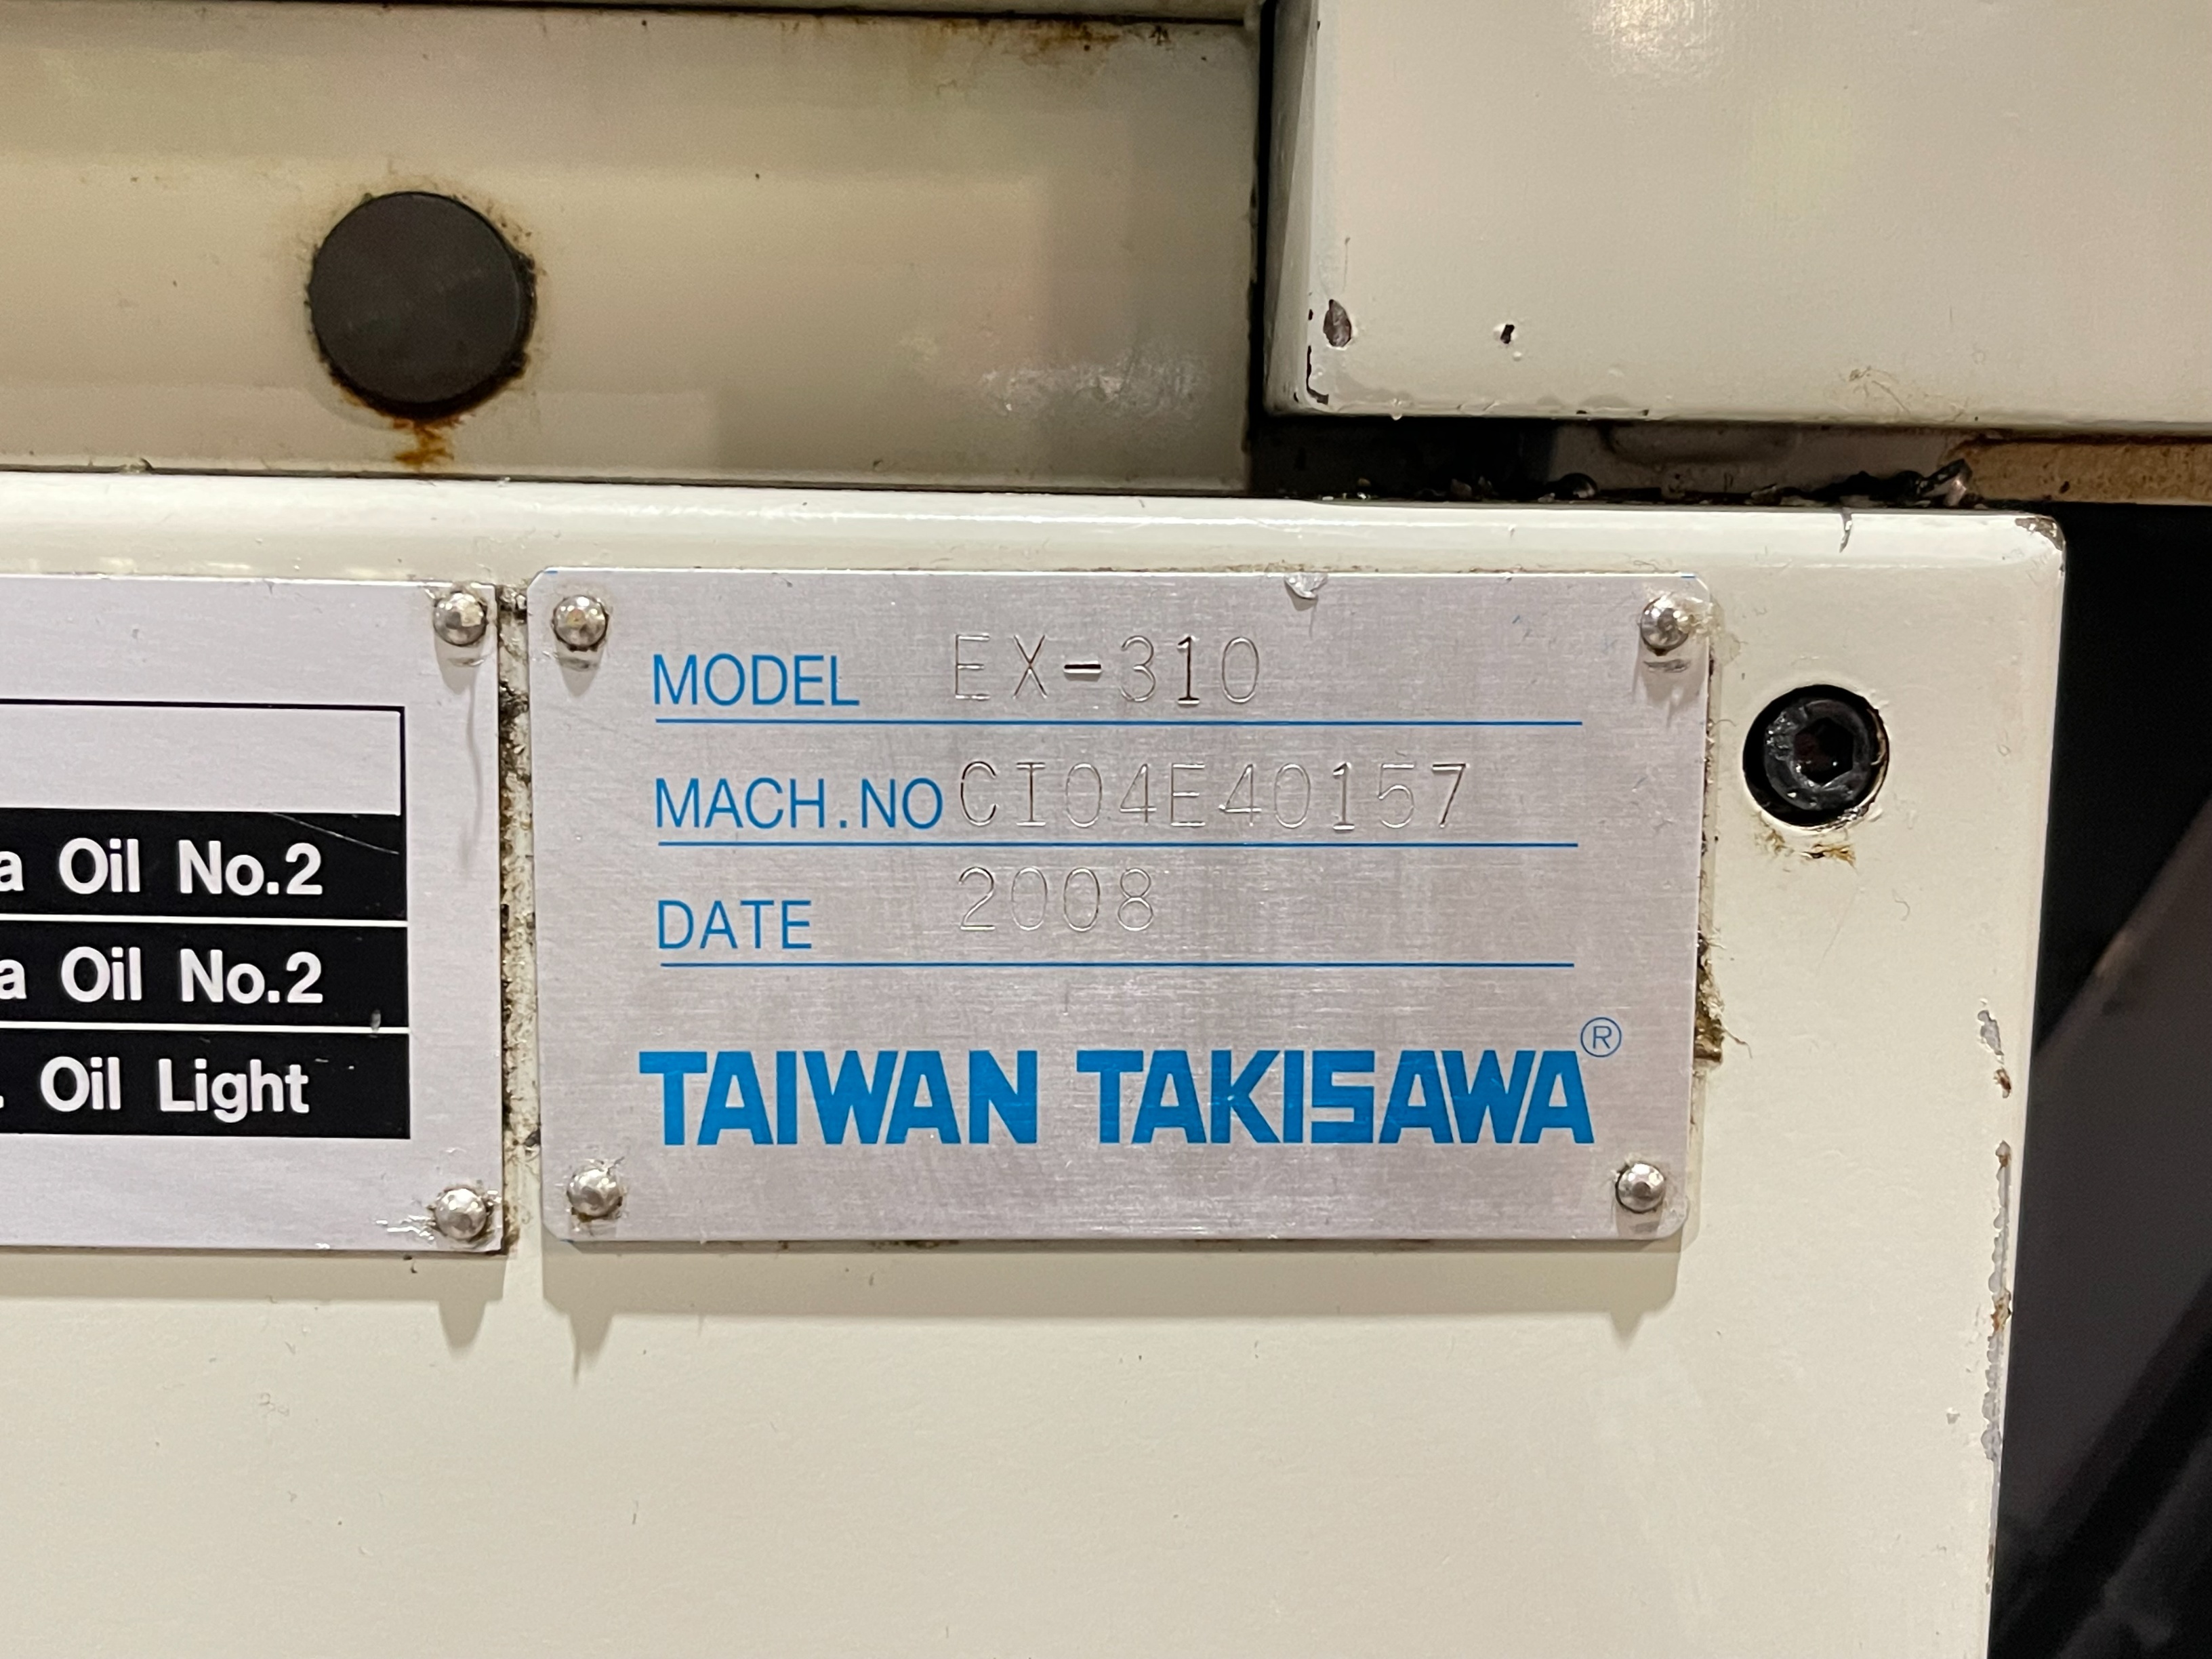 a Oil No.2
a Oil No.2
. Oil Light
MODEL EX-310
MACH.NO CI04E40157
DATE 2008
TAIWAN TAKISAWA®